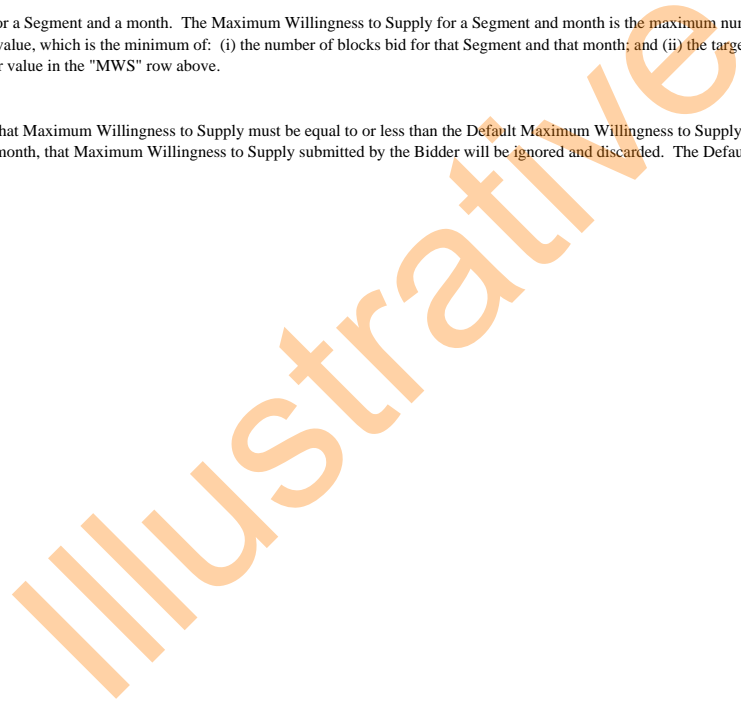 or a Segment and a month. The Maximum Willingness to Supply for a Segment and month is the maximum nu
value, which is the minimum of: (i) the number of blocks bid for that Segment and that month; and (ii) the targe
r value in the "MWS" row above.
hat Maximum Willingness to Supply must be equal to or less than the Default Maximum Willingness to Supply
month, that Maximum Willingness to Supply submitted by the Bidder will be ignored and discarded. The Defau
Illustrative